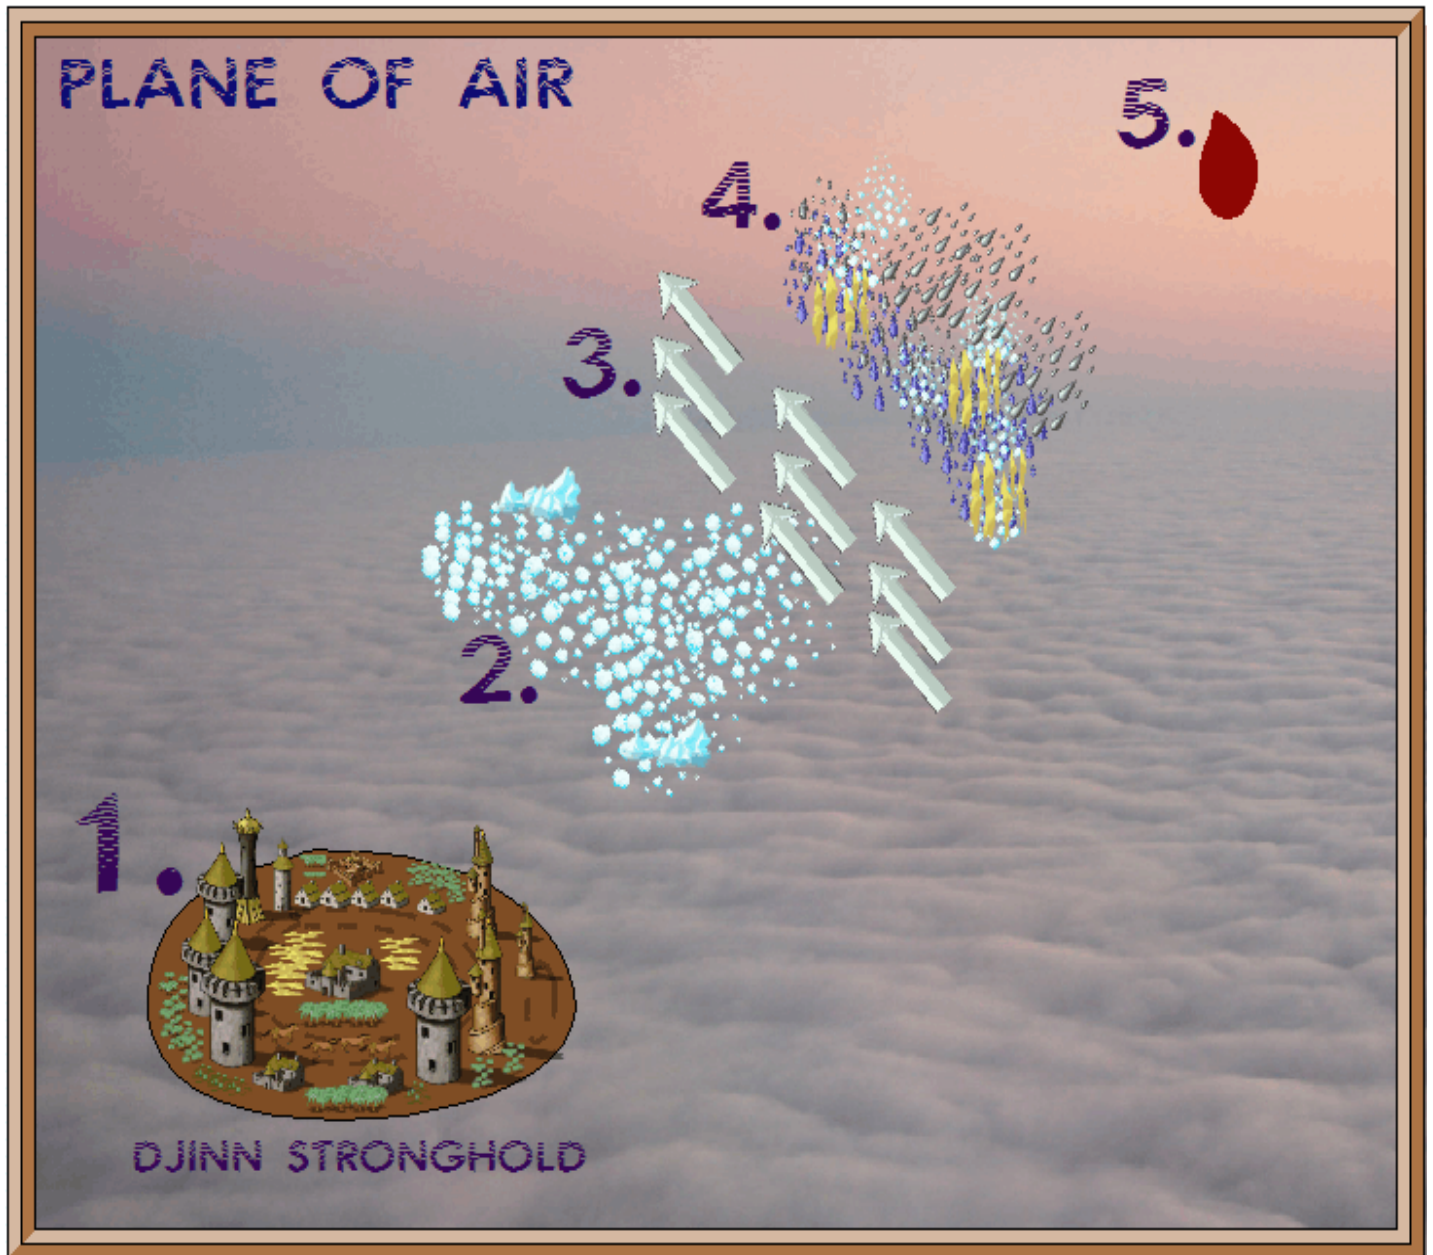 PLANE OF AIR
5.
4.
3.
2.
1.
DJINN STRONGHOLD